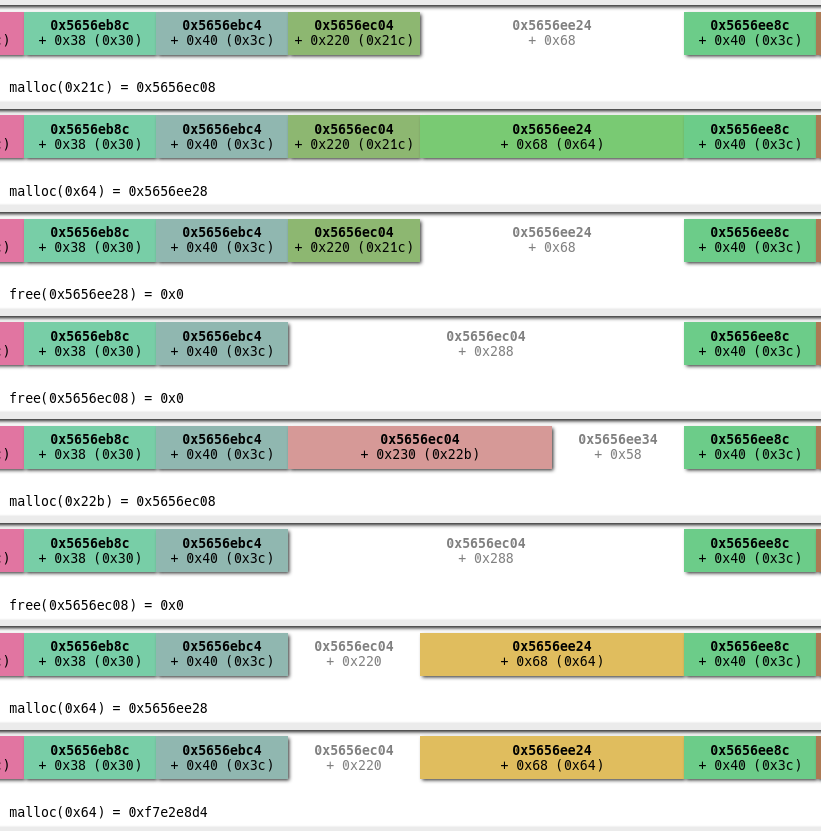 0x5656eb8c 0x5656ebc4 0x5656ec04 0x5656ee24 0x5656ee8c
) + 0x38 (0x30) + 0x40 (0x3c) + 0x220 (0x21c) + 0x68 + 0x40 (0x3c)
malloc(0x21c) = 0x5656ec08
0x5656eb8c 0x5656ebc4 0x5656ec04 0x5656ee24 0x5656ee8c
) + 0x38 (0x30) + 0x40 (0x3c) + 0x220 (0x21c) + 0x68 (0x64) + 0x40 (0x3c)
malloc(0x64) = 0x5656ee28
0x5656eb8c 0x5656ebc4 0x5656ec04 0x5656ee24 0x5656ee8c
) + 0x38 (0x30) + 0x40 (0x3c) + 0x220 (0x21c) + 0x68 + 0x40 (0x3c)
free(0x5656ee28) = 0x0
0x5656eb8c 0x5656ebc4 0x5656ec04 0x5656ee8c
) + 0x38 (0x30) + 0x40 (0x3c) + 0x288 + 0x40 (0x3c)
free(0x5656ec08) = 0x0
0x5656eb8c 0x5656ebc4 0x5656ec04 0x5656ee34 0x5656ee8c
) + 0x38 (0x30) + 0x40 (0x3c) + 0x230 (0x22b) + 0x58 + 0x40 (0x3c)
malloc(0x22b) = 0x5656ec08
0x5656eb8c 0x5656ebc4 0x5656ec04 0x5656ee8c
) + 0x38 (0x30) + 0x40 (0x3c) + 0x288 + 0x40 (0x3c)
free(0x5656ec08) = 0x0
0x5656eb8c 0x5656ebc4 0x5656ec04 0x5656ee24 0x5656ee8c
) + 0x38 (0x30) + 0x40 (0x3c) + 0x220 + 0x68 (0x64) + 0x40 (0x3c)
malloc(0x64) = 0x5656ee28
0x5656eb8c 0x5656ebc4 0x5656ec04 0x5656ee24 0x5656ee8c
) + 0x38 (0x30) + 0x40 (0x3c) + 0x220 + 0x68 (0x64) + 0x40 (0x3c)
malloc(0x64) = 0xf7e2e8d4